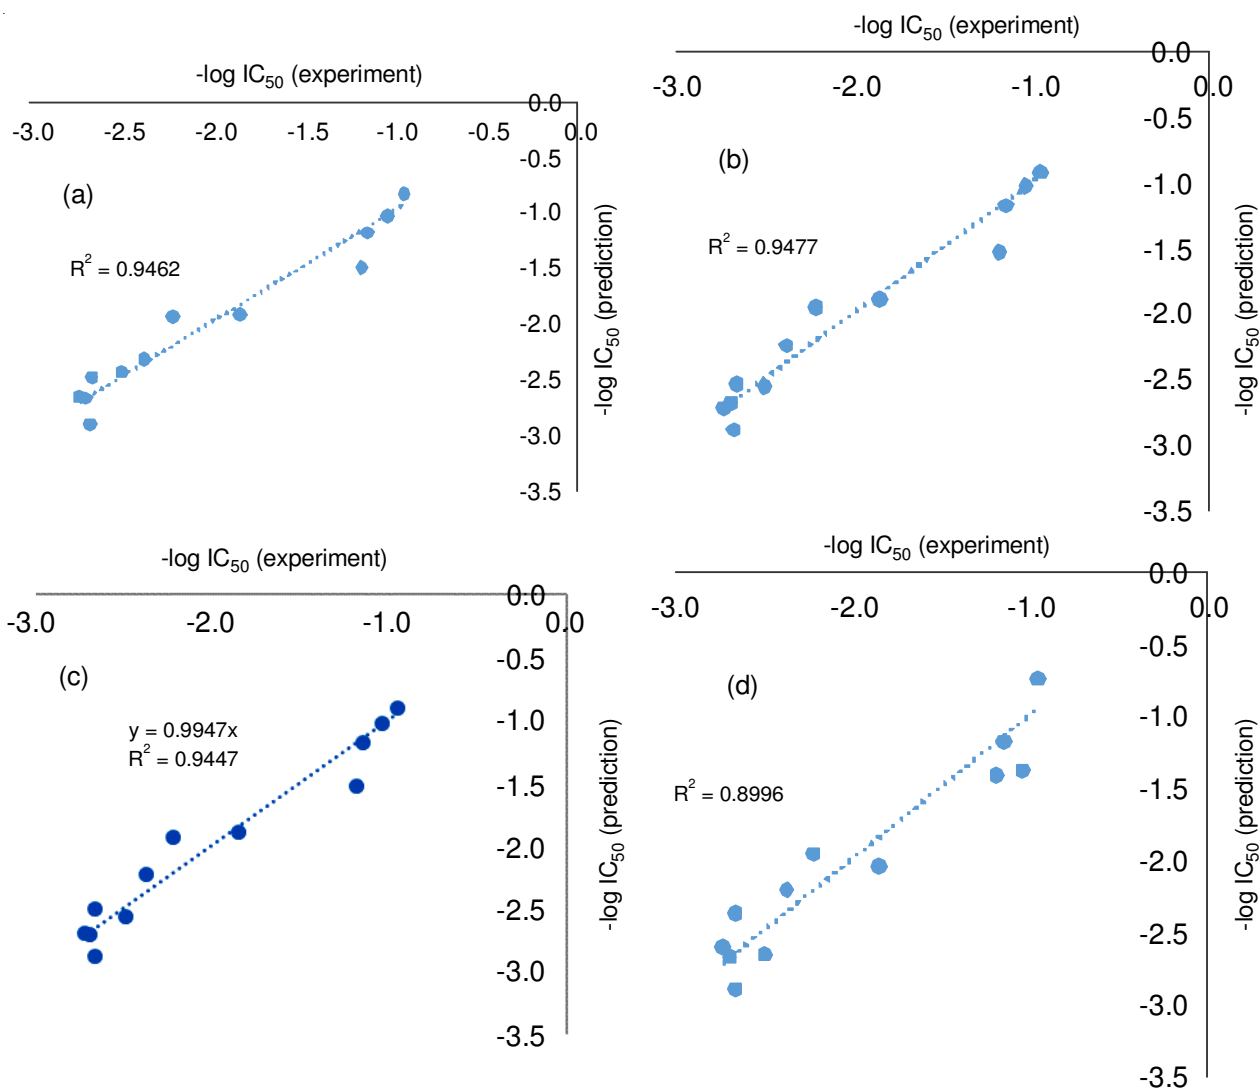 -log IC50 (experiment)
0.0
-3.0 -2.5 -2.0 -1.5 -1.0 -0.5 0.0
-0.5
(a)
-1.0
R2 = 0.9462
-1.5
-2.0
-2.5
-3.0
-3.5
-log IC50 (prediction)
-log IC50 (experiment)
0.0
-3.0 -2.0 -1.0 0.0
-0.5
(b)
-1.0
R2 = 0.9477
-1.5
-2.0
-2.5
-3.0
-3.5
-log IC50 (prediction)
-log IC50 (experiment)
0.0
-3.0 -2.0 -1.0 0.0
-0.5
(c)
-1.0
y = 0.9947x
R2 = 0.9447
-1.5
-2.0
-2.5
-3.0
-3.5
-log IC50 (prediction)
-log IC50 (experiment)
0.0
-3.0 -2.0 -1.0 0.0
-0.5
(d)
-1.0
-1.5
R2 = 0.8996
-2.0
-2.5
-3.0
-3.5
-log IC50 (prediction)